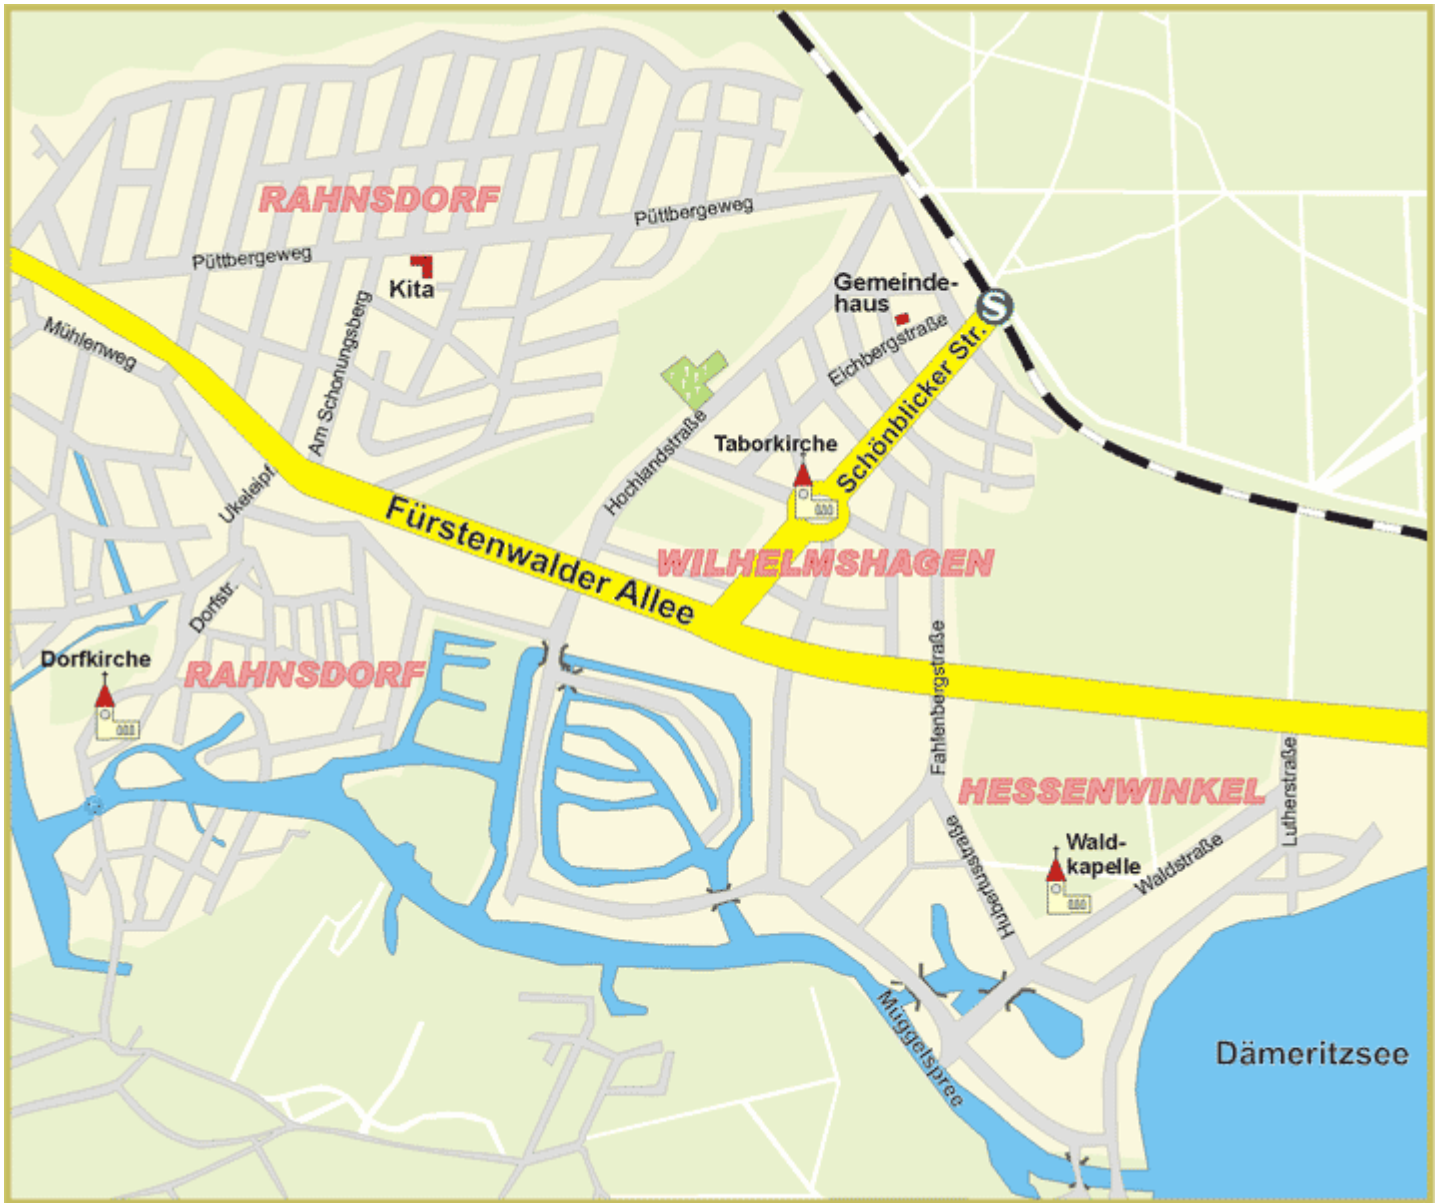 RAHNSDORF
Püttbergeweg
Püttbergeweg
Kita
Gemeinde-
haus
S
Mühlenweg
Am Schonungsberg
Eichbergstraße
Schönblicker Str.
Hochlandstraße
Taborkirche
Ukeleipf.
Fürstenwalder Allee
WILHELMSHAGEN
Dorfstr.
Dorfkirche
RAHNSDORF
Fahlenbergstraße
HESSENWINKEL
Lutherstraße
Wald-
kapelle
Waldstraße
Hubertusstraße
Müggelspree
Dämeritzsee